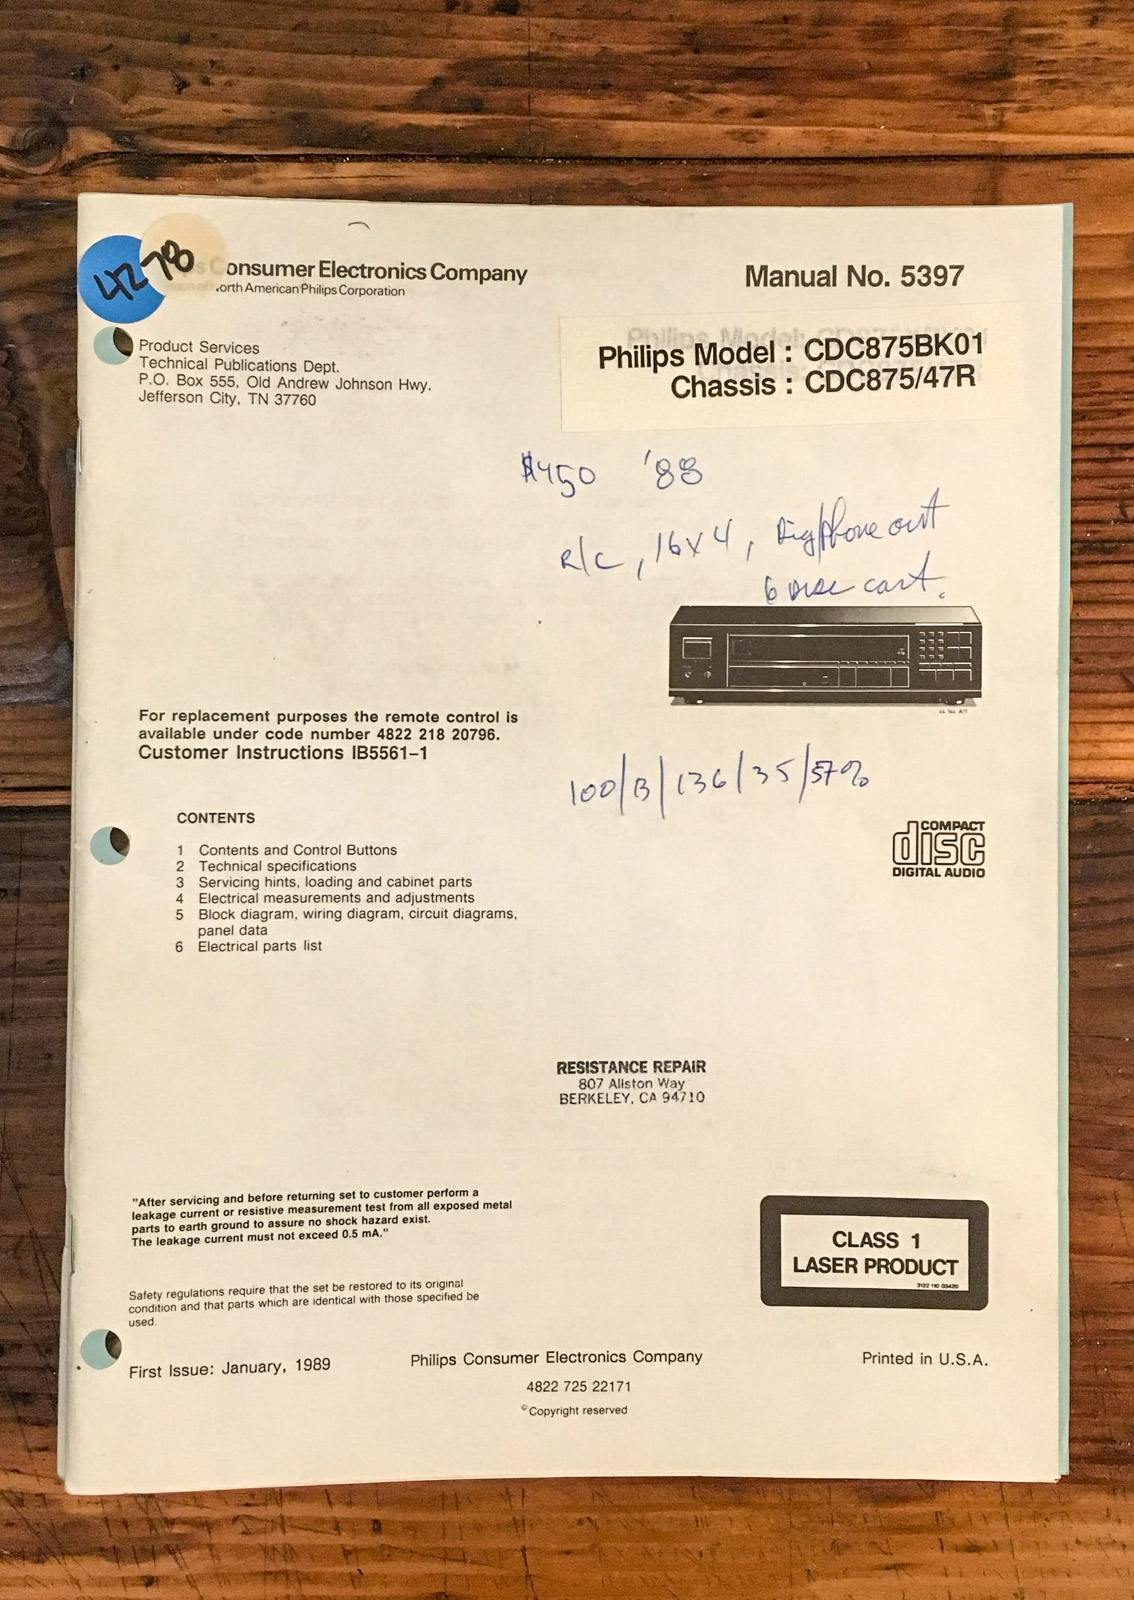 4278
onsumer Electronics Company
orth American Philips Corporation
Manual No. 5397
Product Services
Technical Publications Dept.
P.O. Box 555, Old Andrew Johnson Hwy.
Jefferson City, TN 37760
Philips Model : CDC875BK01
Chassis : CDC875/47R
$450 '88
R/C, 16x4, Dig/Phone out
6 Disc cart.
For replacement purposes the remote control is
available under code number 4822 218 20796.
Customer Instructions IB5561-1
100/B/136/35/57%
CONTENTS
1 Contents and Control Buttons
2 Technical specifications
3 Servicing hints, loading and cabinet parts
4 Electrical measurements and adjustments
5 Block diagram, wiring diagram, circuit diagrams,
panel data
6 Electrical parts list
COMPACT
disc
DIGITAL AUDIO
RESISTANCE REPAIR
807 Allston Way
BERKELEY, CA 94710
"After servicing and before returning set to customer perform a
leakage current or resistive measurement test from all exposed metal
parts to earth ground to assure no shock hazard exist.
The leakage current must not exceed 0.5 mA."
Safety regulations require that the set be restored to its original
condition and that parts which are identical with those specified be
used.
CLASS 1
LASER PRODUCT
3122 110 03420
First Issue: January, 1989
Philips Consumer Electronics Company
Printed in U.S.A.
4822 725 22171
©Copyright reserved